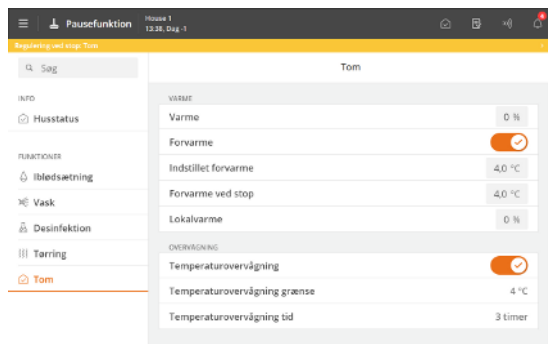 Pausefunktion
House 1
13:38, Dag -1
Regulering ved stop: Tom
Søg
Tom
INFO
Husstatus
FUNKTIONER
Iblødsætning
Vask
Desinfektion
Tørring
Tom
VARME
Varme 0 %
Forvarme
Indstillet forvarme 4,0 °C
Forvarme ved stop 4,0 °C
Lokalvarme 0 %
OVERVÅGNING
Temperaturovervågning
Temperaturovervågning grænse 4 °C
Temperaturovervågning tid 3 timer